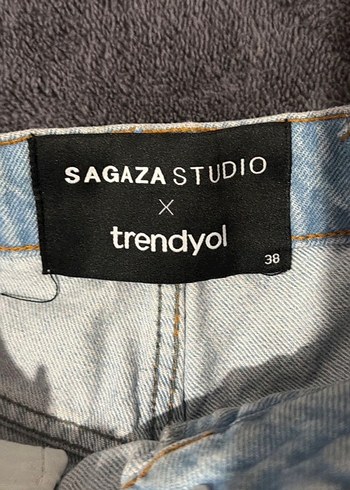 SAGAZA STUDIO
X
trendyol
38